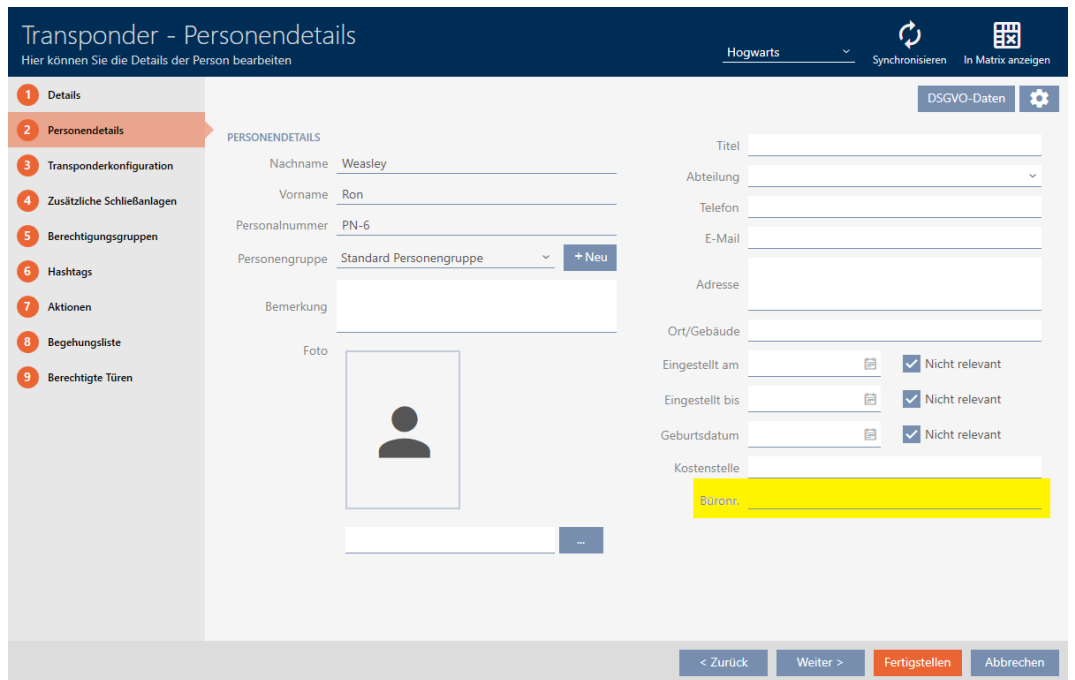 Transponder - Personendetails
Hier können Sie die Details der Person bearbeiten
Hogwarts
Synchronisieren
In Matrix anzeigen
1 Details
2 Personendetails
3 Transponderkonfiguration
4 Zusätzliche Schließanlagen
5 Berechtigungsgruppen
6 Hashtags
7 Aktionen
8 Begehungsliste
9 Berechtigte Türen
DSGVO-Daten
PERSONENDETAILS
Nachname Weasley
Vorname Ron
Personalnummer PN-6
Personengruppe Standard Personengruppe + Neu
Bemerkung
Foto
...
Titel
Abteilung
Telefon
E-Mail
Adresse
Ort/Gebäude
Eingestellt am Nicht relevant
Eingestellt bis Nicht relevant
Geburtsdatum Nicht relevant
Kostenstelle
Büronr.
< Zurück
Weiter >
Fertigstellen
Abbrechen